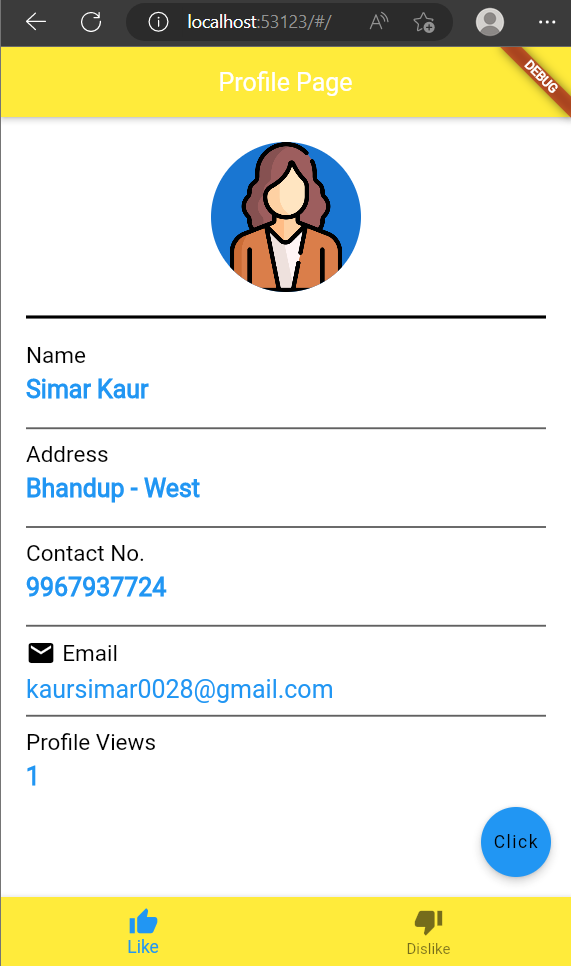 localhost:53123/#/
Profile Page
DEBUG
Name
Simar Kaur
Address
Bhandup - West
Contact No.
9967937724
Email
kaursimar0028@gmail.com
Profile Views
1
Click
Like
Dislike